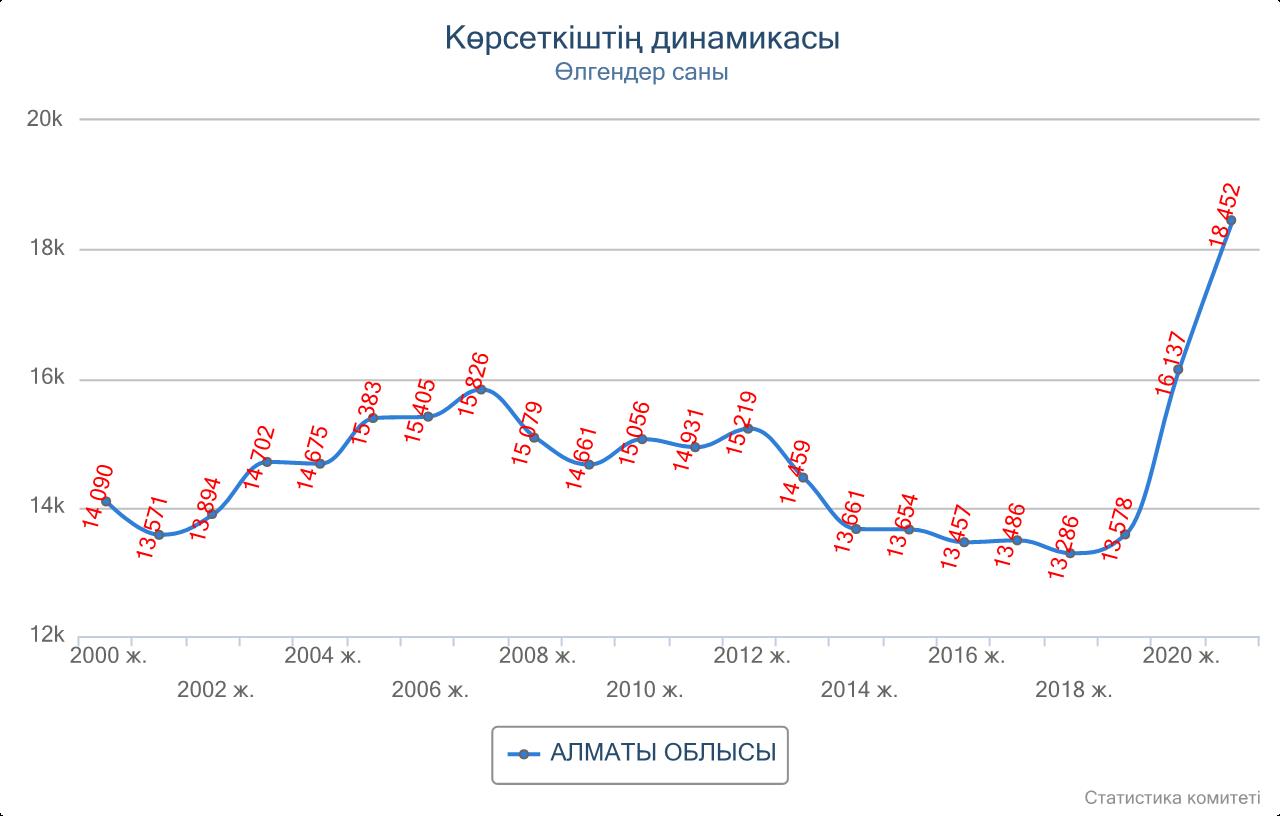 Көрсеткіштің динамикасы
Өлгендер саны
20k
18k
16k
14k
12k
14 090
13 571
13 894
14 702
14 675
15 383
15 405
15 826
15 079
14 661
15 056
14 931
15 219
14 459
13 661
13 654
13 457
13 486
13 286
13 578
16 137
18 452
2000 ж.
2004 ж.
2008 ж.
2012 ж.
2016 ж.
2020 ж.
2002 ж.
2006 ж.
2010 ж.
2014 ж.
2018 ж.
АЛМАТЫ ОБЛЫСЫ
Статистика комитеті